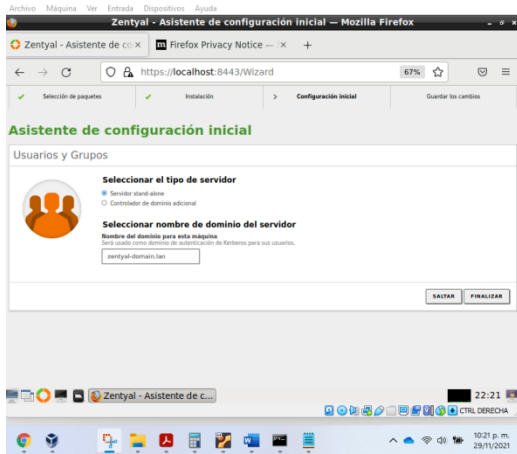 Archivo Máquina Ver Entrada Dispositivos Ayuda
Zentyal - Asistente de configuración inicial — Mozilla Firefox
Zentyal - Asistente de co
Firefox Privacy Notice —
https://localhost:8443/Wizard
67%
Selección de paquetes
Instalación
Configuración inicial
Guardar los cambios
Asistente de configuración inicial
Usuarios y Grupos
Seleccionar el tipo de servidor
Servidor stand-alone
Controlador de dominio adicional
Seleccionar nombre de dominio del servidor
Nombre del dominio para esta máquina
Será usado como dominio de autenticación de Kerberos para sus usuarios.
zentyal-domain.lan
SALTAR
FINALIZAR
Zentyal - Asistente de c...
22:21
CTRL DERECHA
10:21 p. m.
29/11/2021